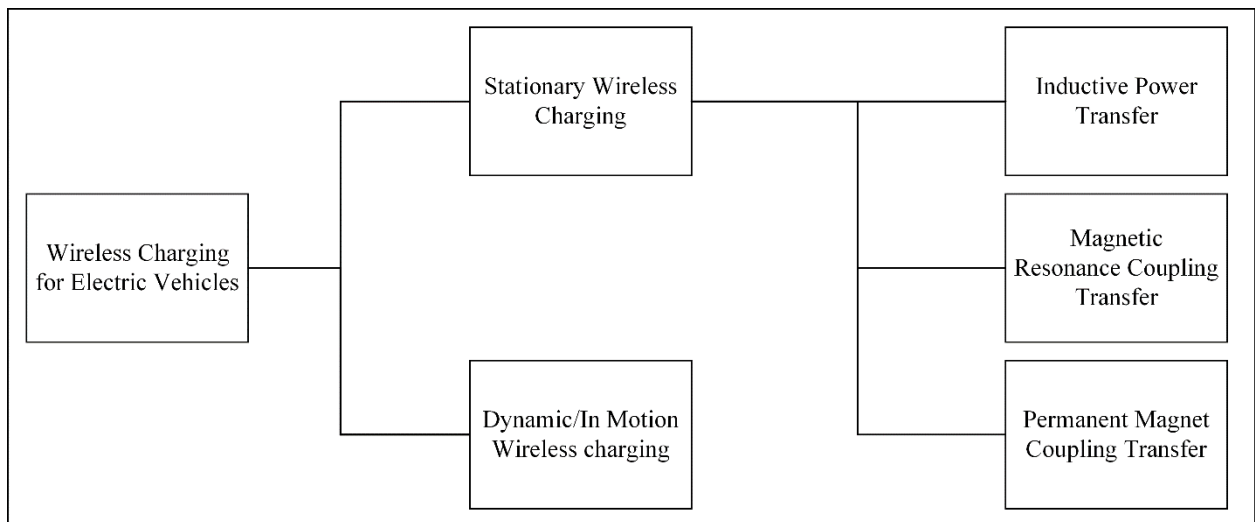 Wireless Charging
for Electric Vehicles
Stationary Wireless
Charging
Dynamic/In Motion
Wireless charging
Inductive Power
Transfer
Magnetic
Resonance Coupling
Transfer
Permanent Magnet
Coupling Transfer